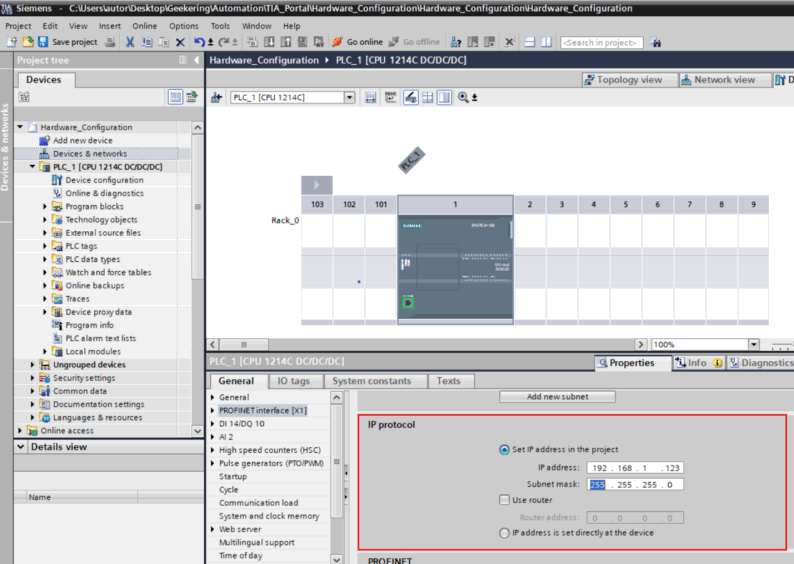 Siemens - C:\Users\autor\Desktop\Geekering\Automation\TIA_Portal\Hardware_Configuration\Hardware_Configuration\Hardware_Configuration
Project Edit View Insert Online Options Tools Window Help
Save project Go online Go offline <Search in project>
Project tree
Hardware_Configuration ▸ PLC_1 [CPU 1214C DC/DC/DC]
Devices
Topology view Network view D
PLC_1 [CPU 1214C]
Devices & networks
Hardware_Configuration
Add new device
Devices & networks
PLC_1 [CPU 1214C DC/DC/DC]
Device configuration
Online & diagnostics
Program blocks
Technology objects
External source files
PLC tags
PLC data types
Watch and force tables
Online backups
Traces
Device proxy data
Program info
PLC alarm text lists
Local modules
Ungrouped devices
Security settings
Common data
Documentation settings
Languages & resources
Online access
Details view
Name
PLC_1
103 102 101 1 2 3 4 5 6 7 8 9
Rack_0
SIEMENS
100%
PLC_1 [CPU 1214C DC/DC/DC]
Properties Info Diagnostics
General IO tags System constants Texts
General
PROFINET interface [X1]
DI 14/DQ 10
AI 2
High speed counters (HSC)
Pulse generators (PTO/PWM)
Startup
Cycle
Communication load
System and clock memory
Web server
Multilingual support
Time of day
Add new subnet
IP protocol
Set IP address in the project
IP address: 192 . 168 . 1 . 123
Subnet mask: 255 . 255 . 255 . 0
Use router
Router address: 0 . 0 . 0 . 0
IP address is set directly at the device
PROFINET